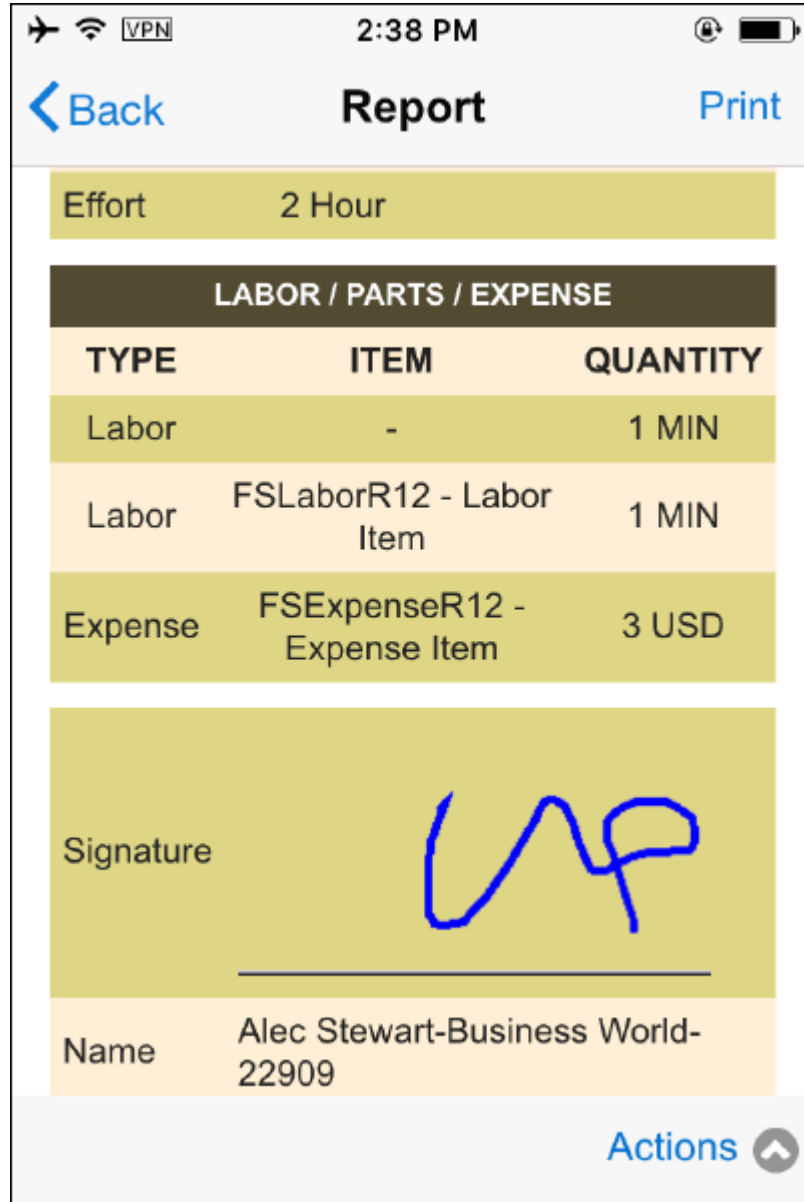 VPN 2:38 PM
Back Report Print
Effort 2 Hour
LABOR / PARTS / EXPENSE
TYPE ITEM QUANTITY
Labor - 1 MIN
Labor FSLaborR12 - Labor Item 1 MIN
Expense FSExpenseR12 - Expense Item 3 USD
Signature
Name Alec Stewart-Business World-
22909
Actions